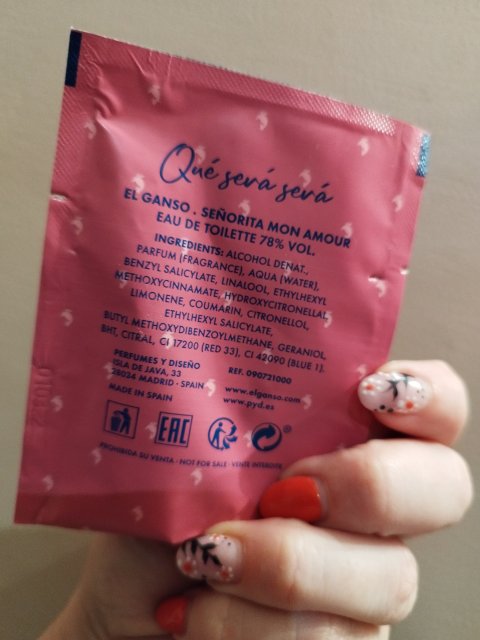 Qué será será
EL GANSO . SEÑORITA MON AMOUR
EAU DE TOILETTE 78% VOL.
INGREDIENTS: ALCOHOL DENAT.,
PARFUM (FRAGRANCE), AQUA (WATER),
BENZYL SALICYLATE, LINALOOL, ETHYLHEXYL
METHOXYCINNAMATE, HYDROXYCITRONELLAL,
LIMONENE, COUMARIN, CITRONELLOL,
ETHYLHEXYL SALICYLATE,
BUTYL METHOXYDIBENZOYLMETHANE, GERANIOL,
BHT, CITRAL, CI 17200 (RED 33), CI 42090 (BLUE 1).
PERFUMES Y DISEÑO
ISLA DE JAVA, 33
28034 MADRID · SPAIN
MADE IN SPAIN
REF. 090721000
www.elganso.com
www.pyd.es
EAC
PROHIBIDA SU VENTA · NOT FOR SALE · VENTE INTERDITE